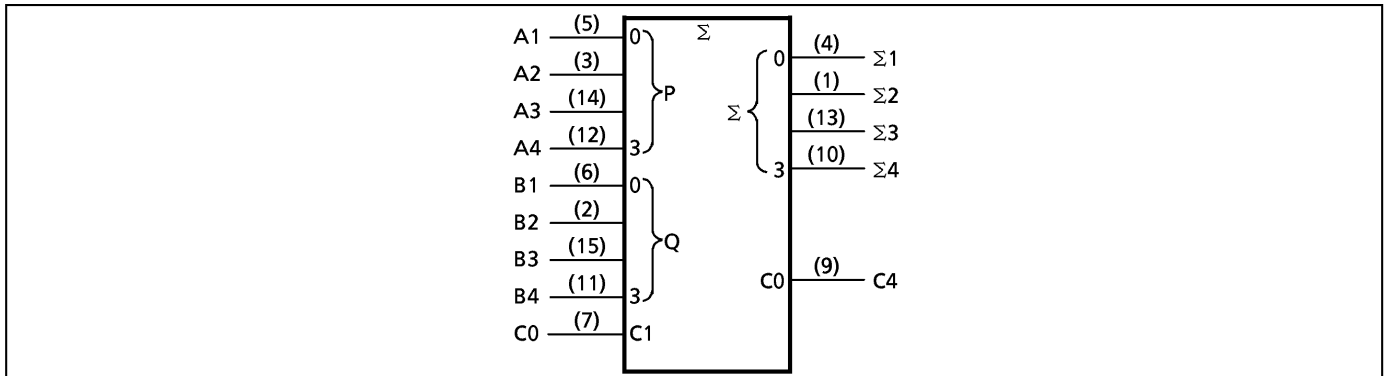 Σ
A1 (5) 0
A2 (3)
A3 (14)
A4 (12) 3
P
B1 (6) 0
B2 (2)
B3 (15)
B4 (11) 3
Q
C0 (7) C1
Σ
0 (4) Σ1
(1) Σ2
(13) Σ3
3 (10) Σ4
C0 (9) C4